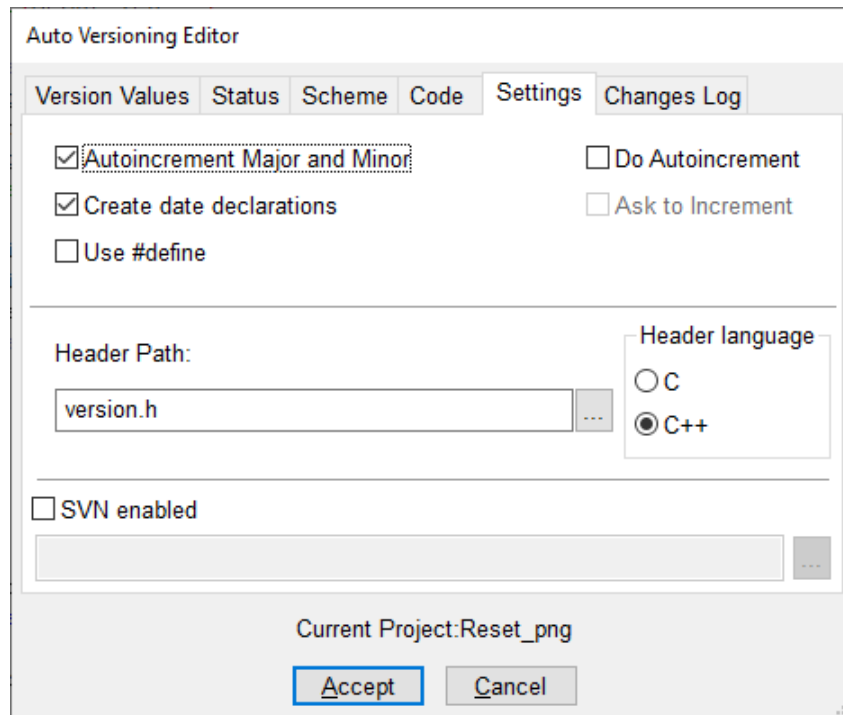 Auto Versioning Editor
Version Values Status Scheme Code Settings Changes Log
Autoincrement Major and Minor Do Autoincrement
Create date declarations Ask to Increment
Use #define
Header language
Header Path:
C
version.h ...
C++
SVN enabled
...
Current Project:Reset_png
Accept Cancel